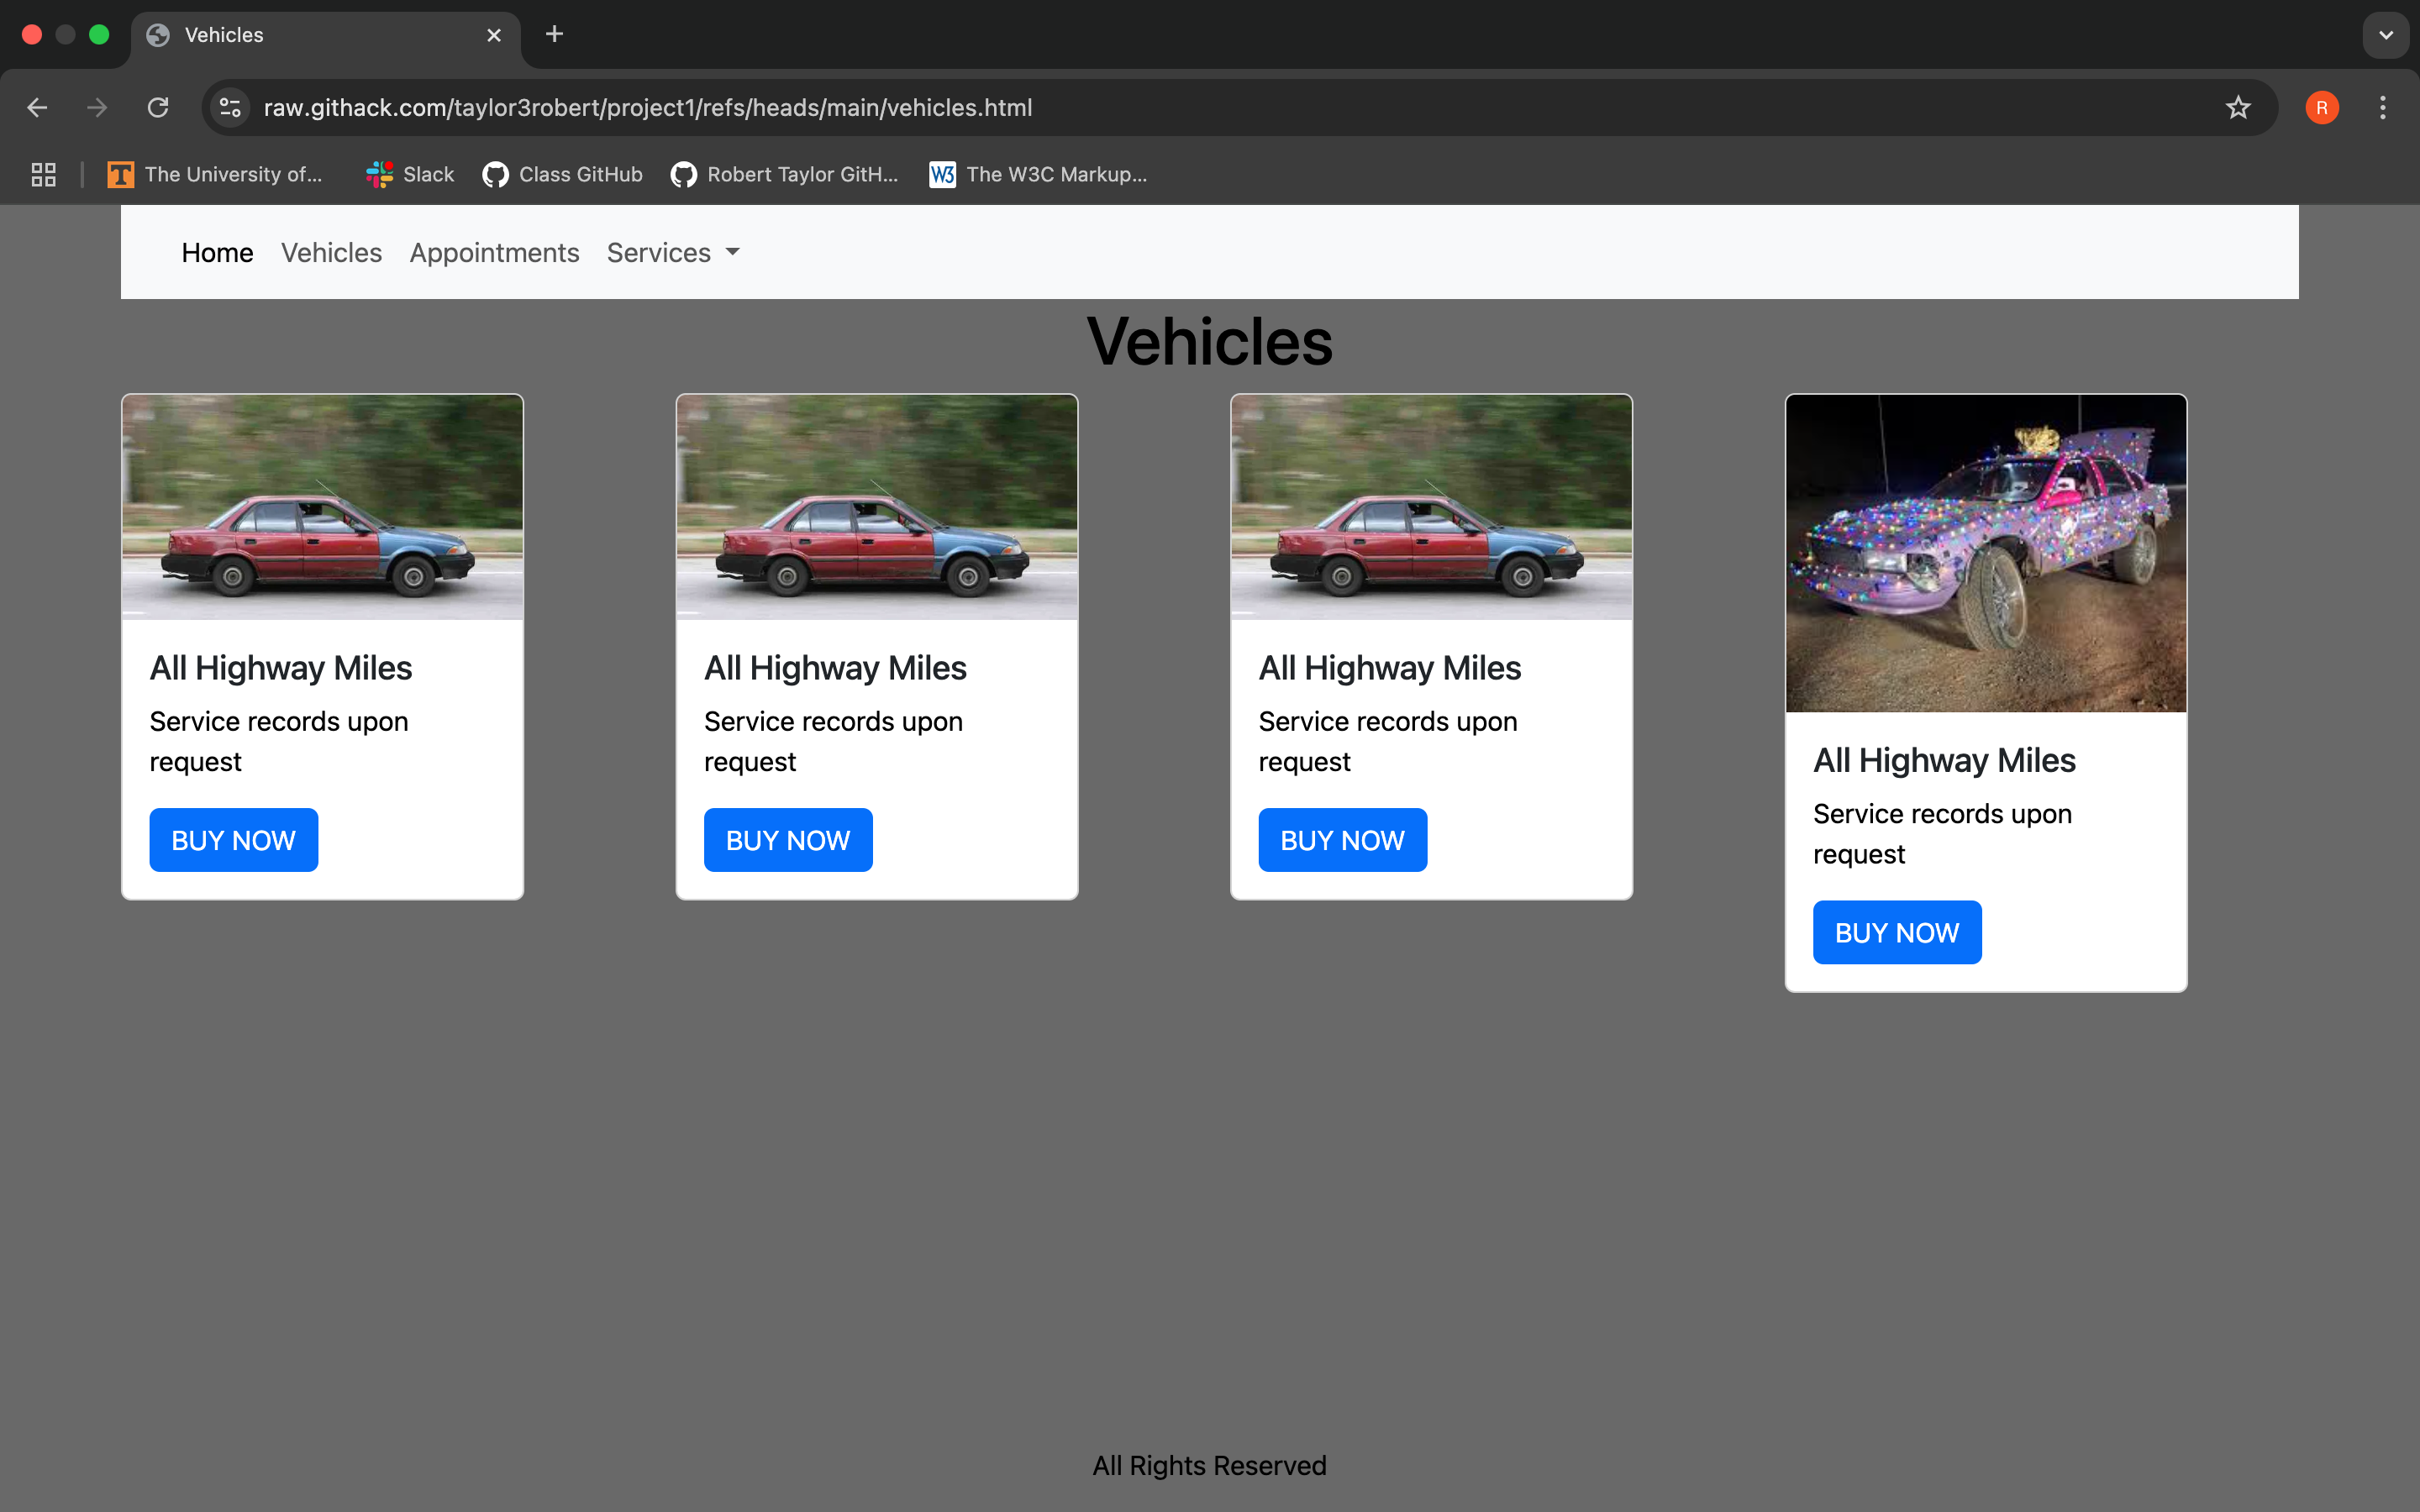 Vehicles
raw.githack.com/taylor3robert/project1/refs/heads/main/vehicles.html
R
The University of...
Slack
Class GitHub
Robert Taylor GitH...
W3 The W3C Markup...
Home Vehicles Appointments Services
Vehicles
All Highway Miles
Service records upon
request
BUY NOW
All Highway Miles
Service records upon
request
BUY NOW
All Highway Miles
Service records upon
request
BUY NOW
All Highway Miles
Service records upon
request
BUY NOW
All Rights Reserved